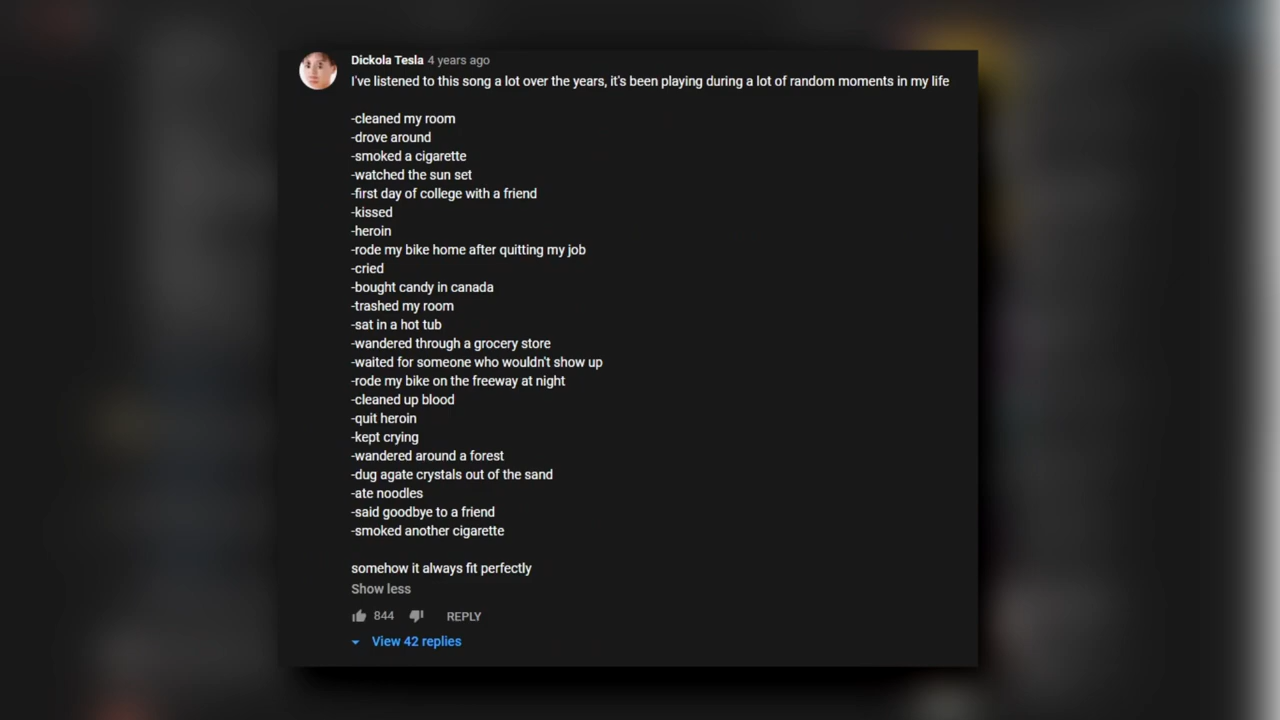 Dickola Tesla 4 years ago
I've listened to this song a lot over the years, it's been playing during a lot of random moments in my life
-cleaned my room
-drove around
-smoked a cigarette
-watched the sun set
-first day of college with a friend
-kissed
-heroin
-rode my bike home after quitting my job
-cried
-bought candy in canada
-trashed my room
-sat in a hot tub
-wandered through a grocery store
-waited for someone who wouldn't show up
-rode my bike on the freeway at night
-cleaned up blood
-quit heroin
-kept crying
-wandered around a forest
-dug agate crystals out of the sand
-ate noodles
-said goodbye to a friend
-smoked another cigarette
somehow it always fit perfectly
Show less
844 REPLY
View 42 replies